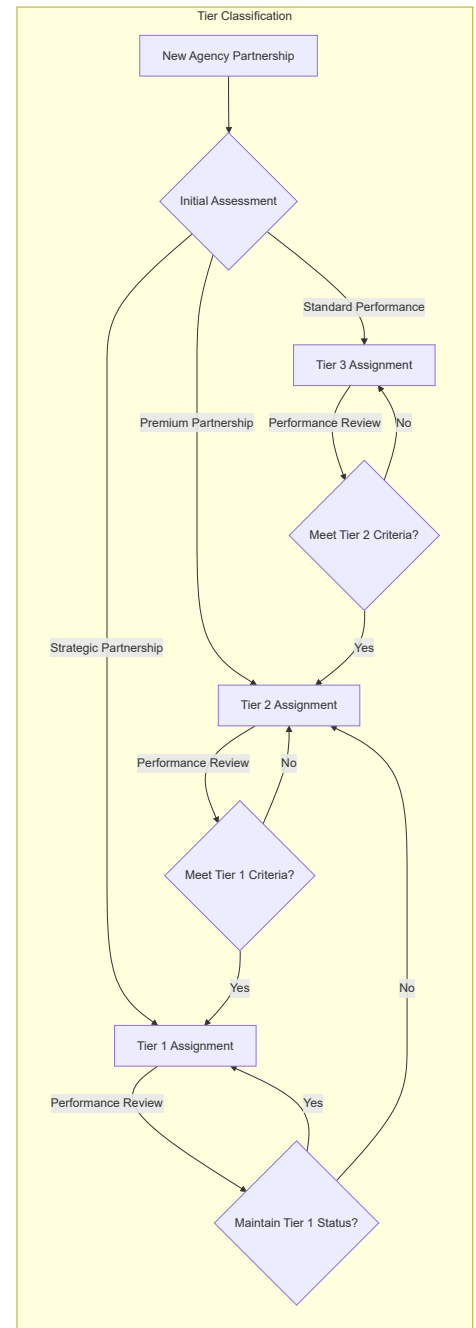 Tier Classification
New Agency Partnership
Initial Assessment
Standard Performance
Tier 3 Assignment
Premium Partnership
Performance Review
No
Meet Tier 2 Criteria?
Strategic Partnership
Yes
Tier 2 Assignment
Performance Review
No
Meet Tier 1 Criteria?
Yes
No
Tier 1 Assignment
Performance Review
Yes
Maintain Tier 1 Status?